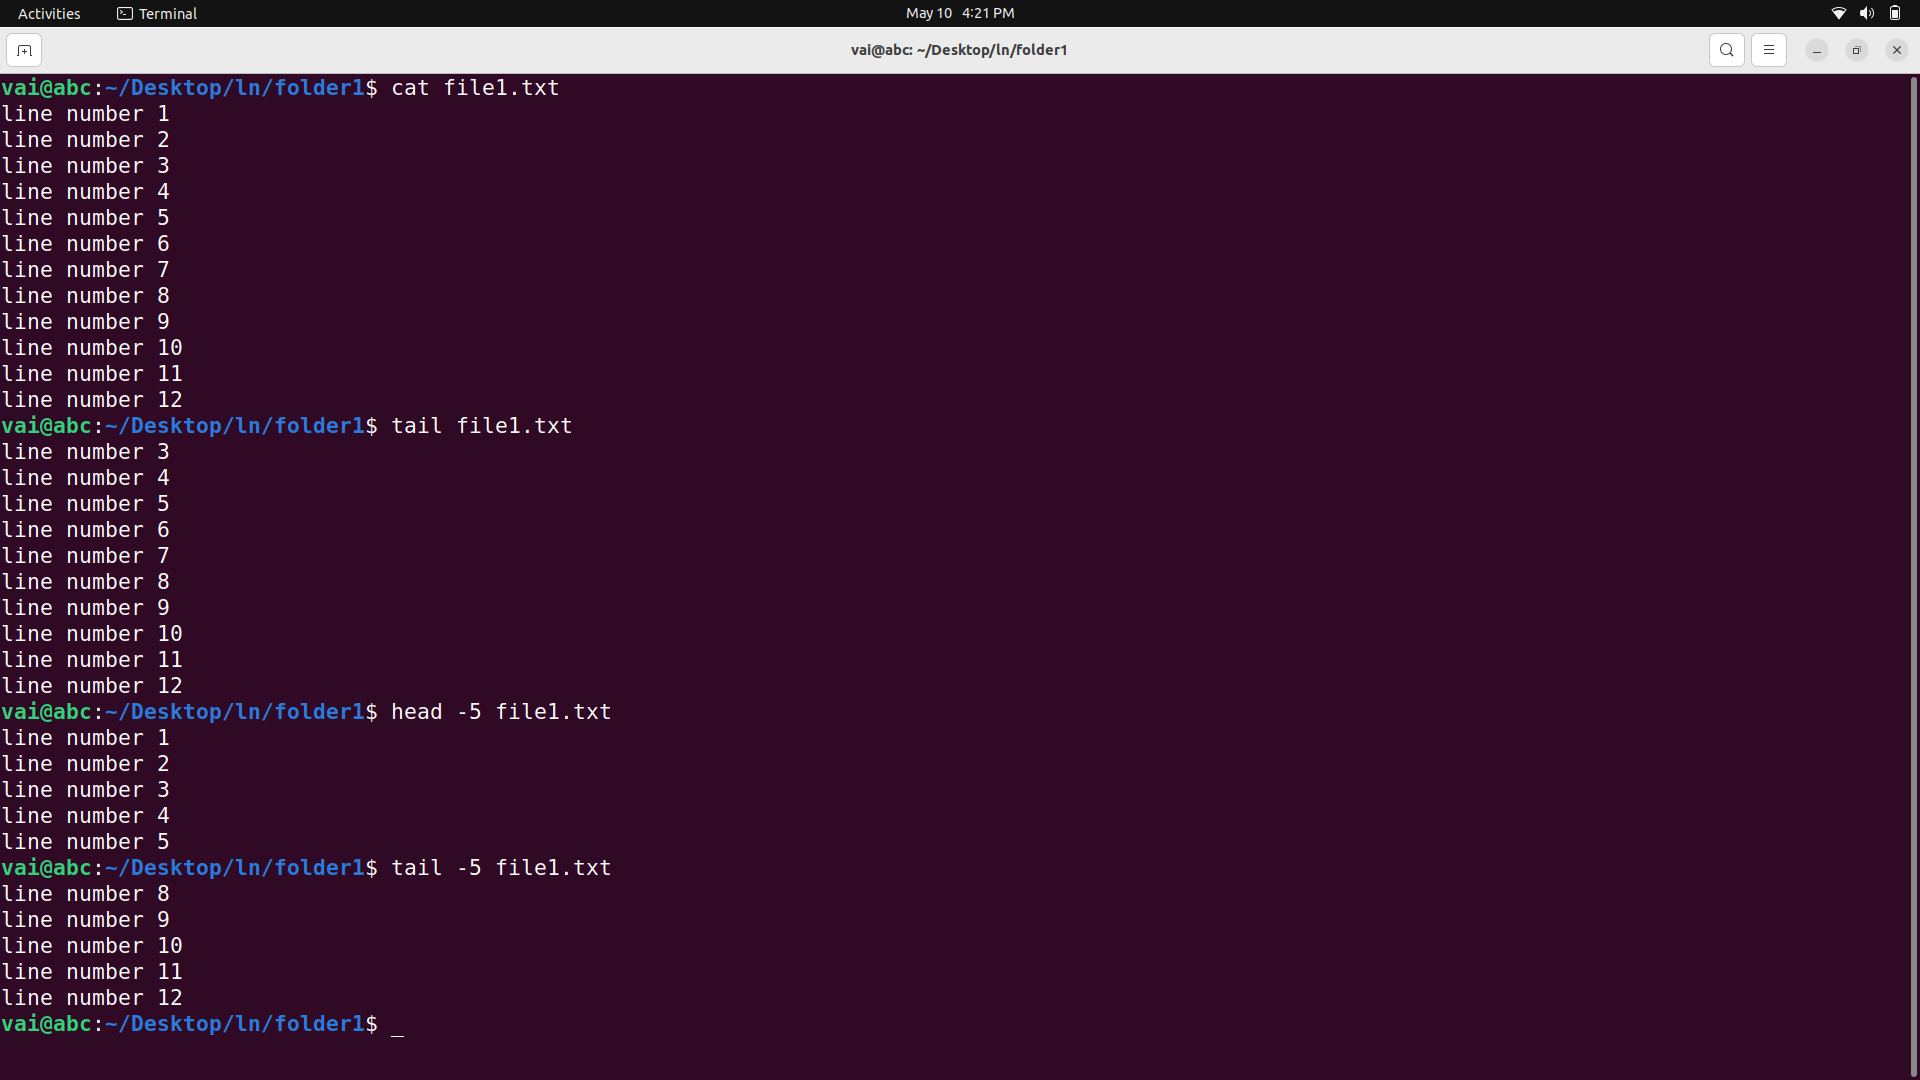 Activities Terminal May 10 4:21 PM
vai@abc: ~/Desktop/ln/folder1
vai@abc:~/Desktop/ln/folder1$ cat file1.txt
line number 1
line number 2
line number 3
line number 4
line number 5
line number 6
line number 7
line number 8
line number 9
line number 10
line number 11
line number 12
vai@abc:~/Desktop/ln/folder1$ tail file1.txt
line number 3
line number 4
line number 5
line number 6
line number 7
line number 8
line number 9
line number 10
line number 11
line number 12
vai@abc:~/Desktop/ln/folder1$ head -5 file1.txt
line number 1
line number 2
line number 3
line number 4
line number 5
vai@abc:~/Desktop/ln/folder1$ tail -5 file1.txt
line number 8
line number 9
line number 10
line number 11
line number 12
vai@abc:~/Desktop/ln/folder1$ _